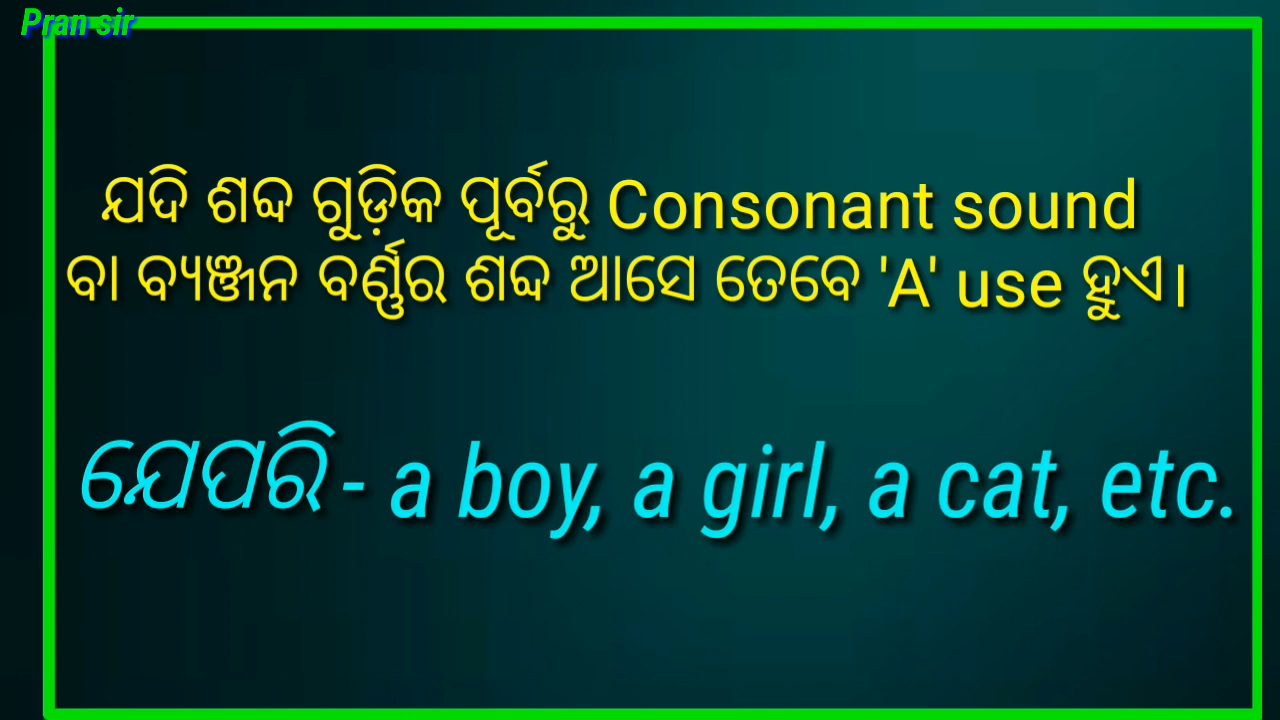 Pran sir
ଯଦି ଶବ୍ଦ ଗୁଡ଼ିକ ପୂର୍ବରୁ Consonant sound
ବା ବ୍ୟଞ୍ଜନ ବର୍ଣ୍ଣର ଶବ୍ଦ ଆସେ ତେବେ 'A' use ହୁଏ।
ଯେପରି - a boy, a girl, a cat, etc.